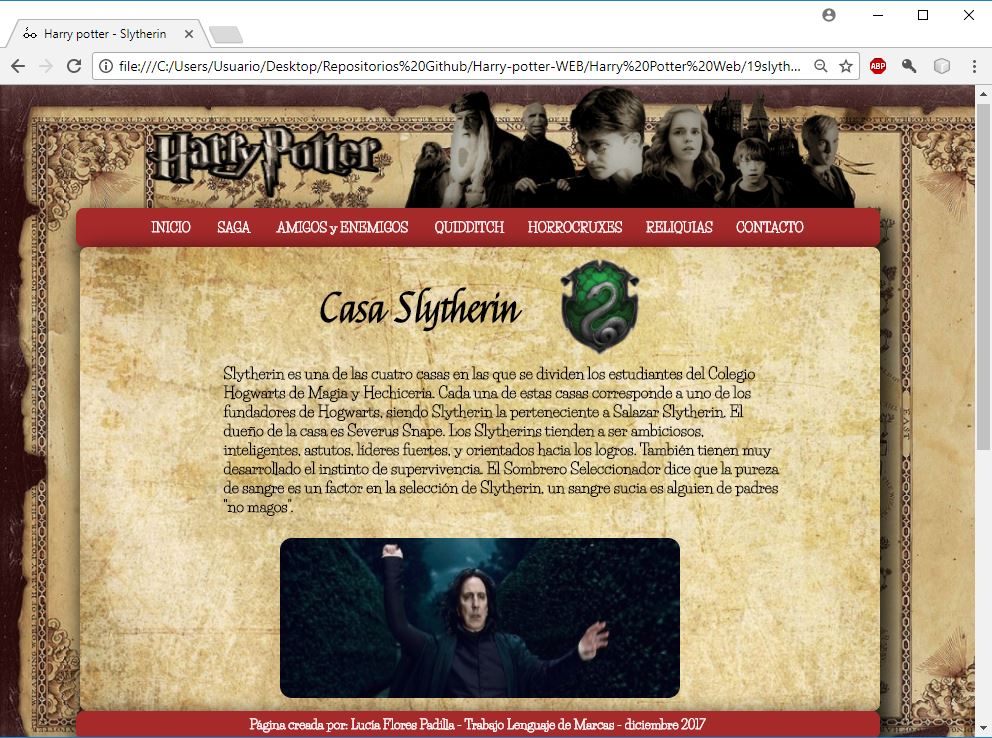 Harry potter - Slytherin
file:///C:/Users/Usuario/Desktop/Repositorios%20Github/Harry-potter-WEB/Harry%20Potter%20Web/19slyth...
ABP
Harry Potter
INICIO SAGA AMIGOS y ENEMIGOS QUIDDITCH HORROCRUXES RELIQUIAS CONTACTO
Casa Slytherin
Slytherin es una de las cuatro casas en las que se dividen los estudiantes del Colegio
Hogwarts de Magia y Hechicería. Cada una de estas casas corresponde a uno de los
fundadores de Hogwarts, siendo Slytherin la perteneciente a Salazar Slytherin. El
dueño de la casa es Severus Snape. Los Slytherins tienden a ser ambiciosos,
inteligentes, astutos, líderes fuertes, y orientados hacia los logros. También tienen muy
desarrollado el instinto de supervivencia. El Sombrero Seleccionador dice que la pureza
de sangre es un factor en la selección de Slytherin, un sangre sucia es alguien de padres
"no magos".
EAST
Página creada por: Lucía Flores Padilla - Trabajo Lenguaje de Marcas - diciembre 2017